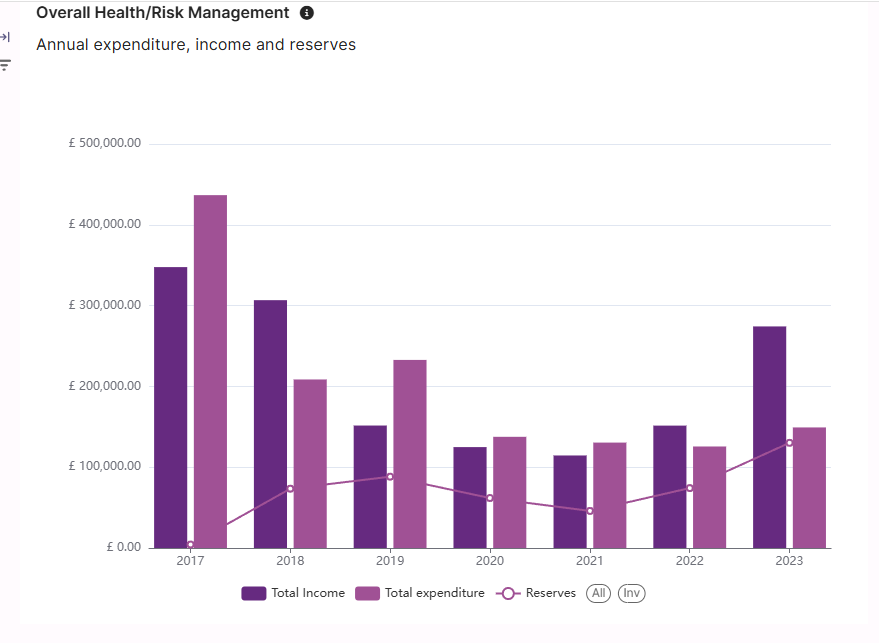 Overall Health/Risk Management
Annual expenditure, income and reserves
£ 500,000.00
£ 400,000.00
£ 300,000.00
£ 200,000.00
£ 100,000.00
£ 0.00
2017 2018 2019 2020 2021 2022 2023
Total Income Total expenditure Reserves All Inv